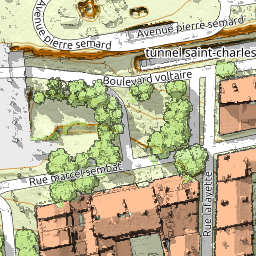 Avenue pierre semard
Avenue pierre semard
tunnel saint-charles
Boulevard voltaire
Rue marcel sembat
Rue lafayette